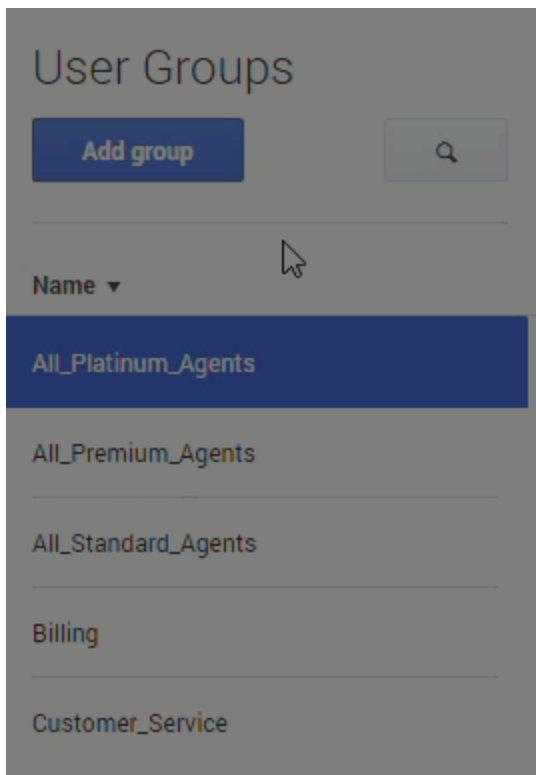 User Groups
Add group
Name ▼
All_Platinum_Agents
All_Premium_Agents
All_Standard_Agents
Billing
Customer_Service